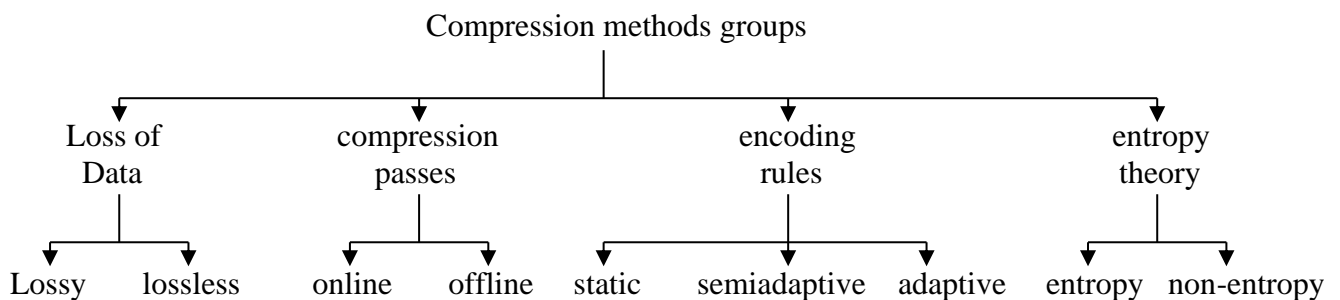 Compression methods groups
Loss of Data
compression passes
encoding rules
entropy theory
Lossy
lossless
online
offline
static
semiadaptive
adaptive
entropy
non-entropy